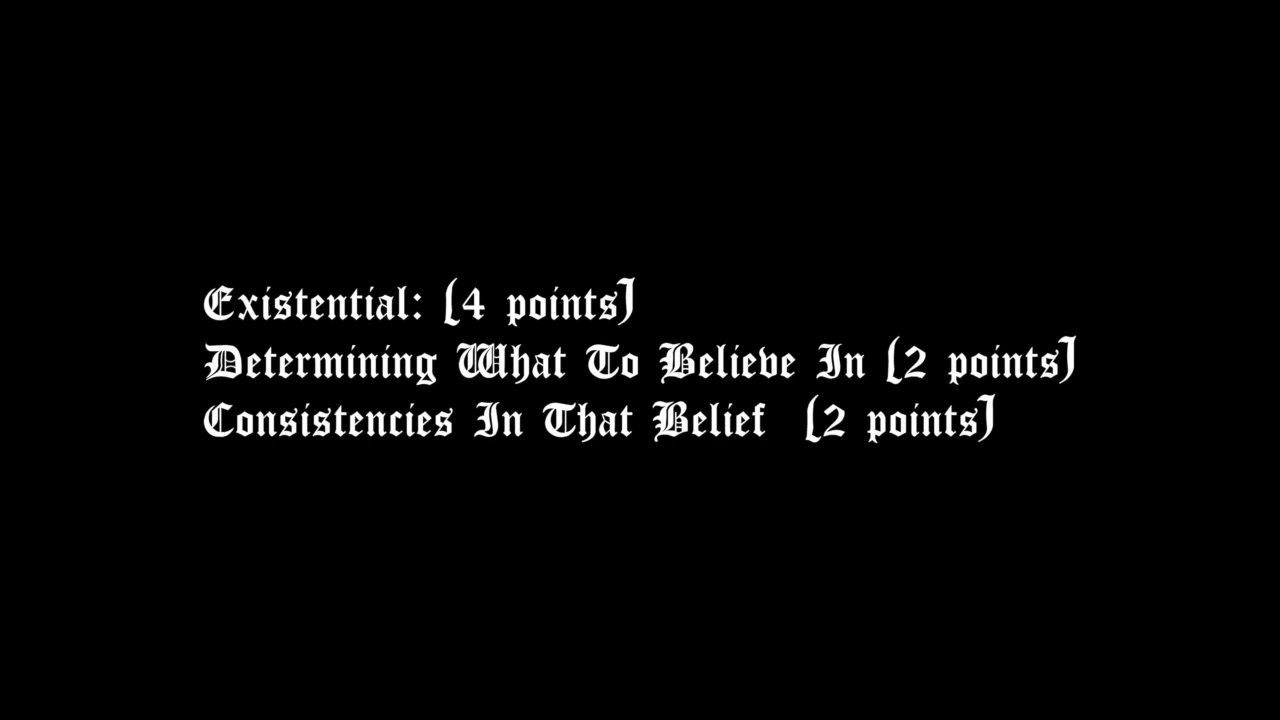 Existential: (4 points)
Determining What To Believe In (2 points)
Consistencies In That Belief (2 points)